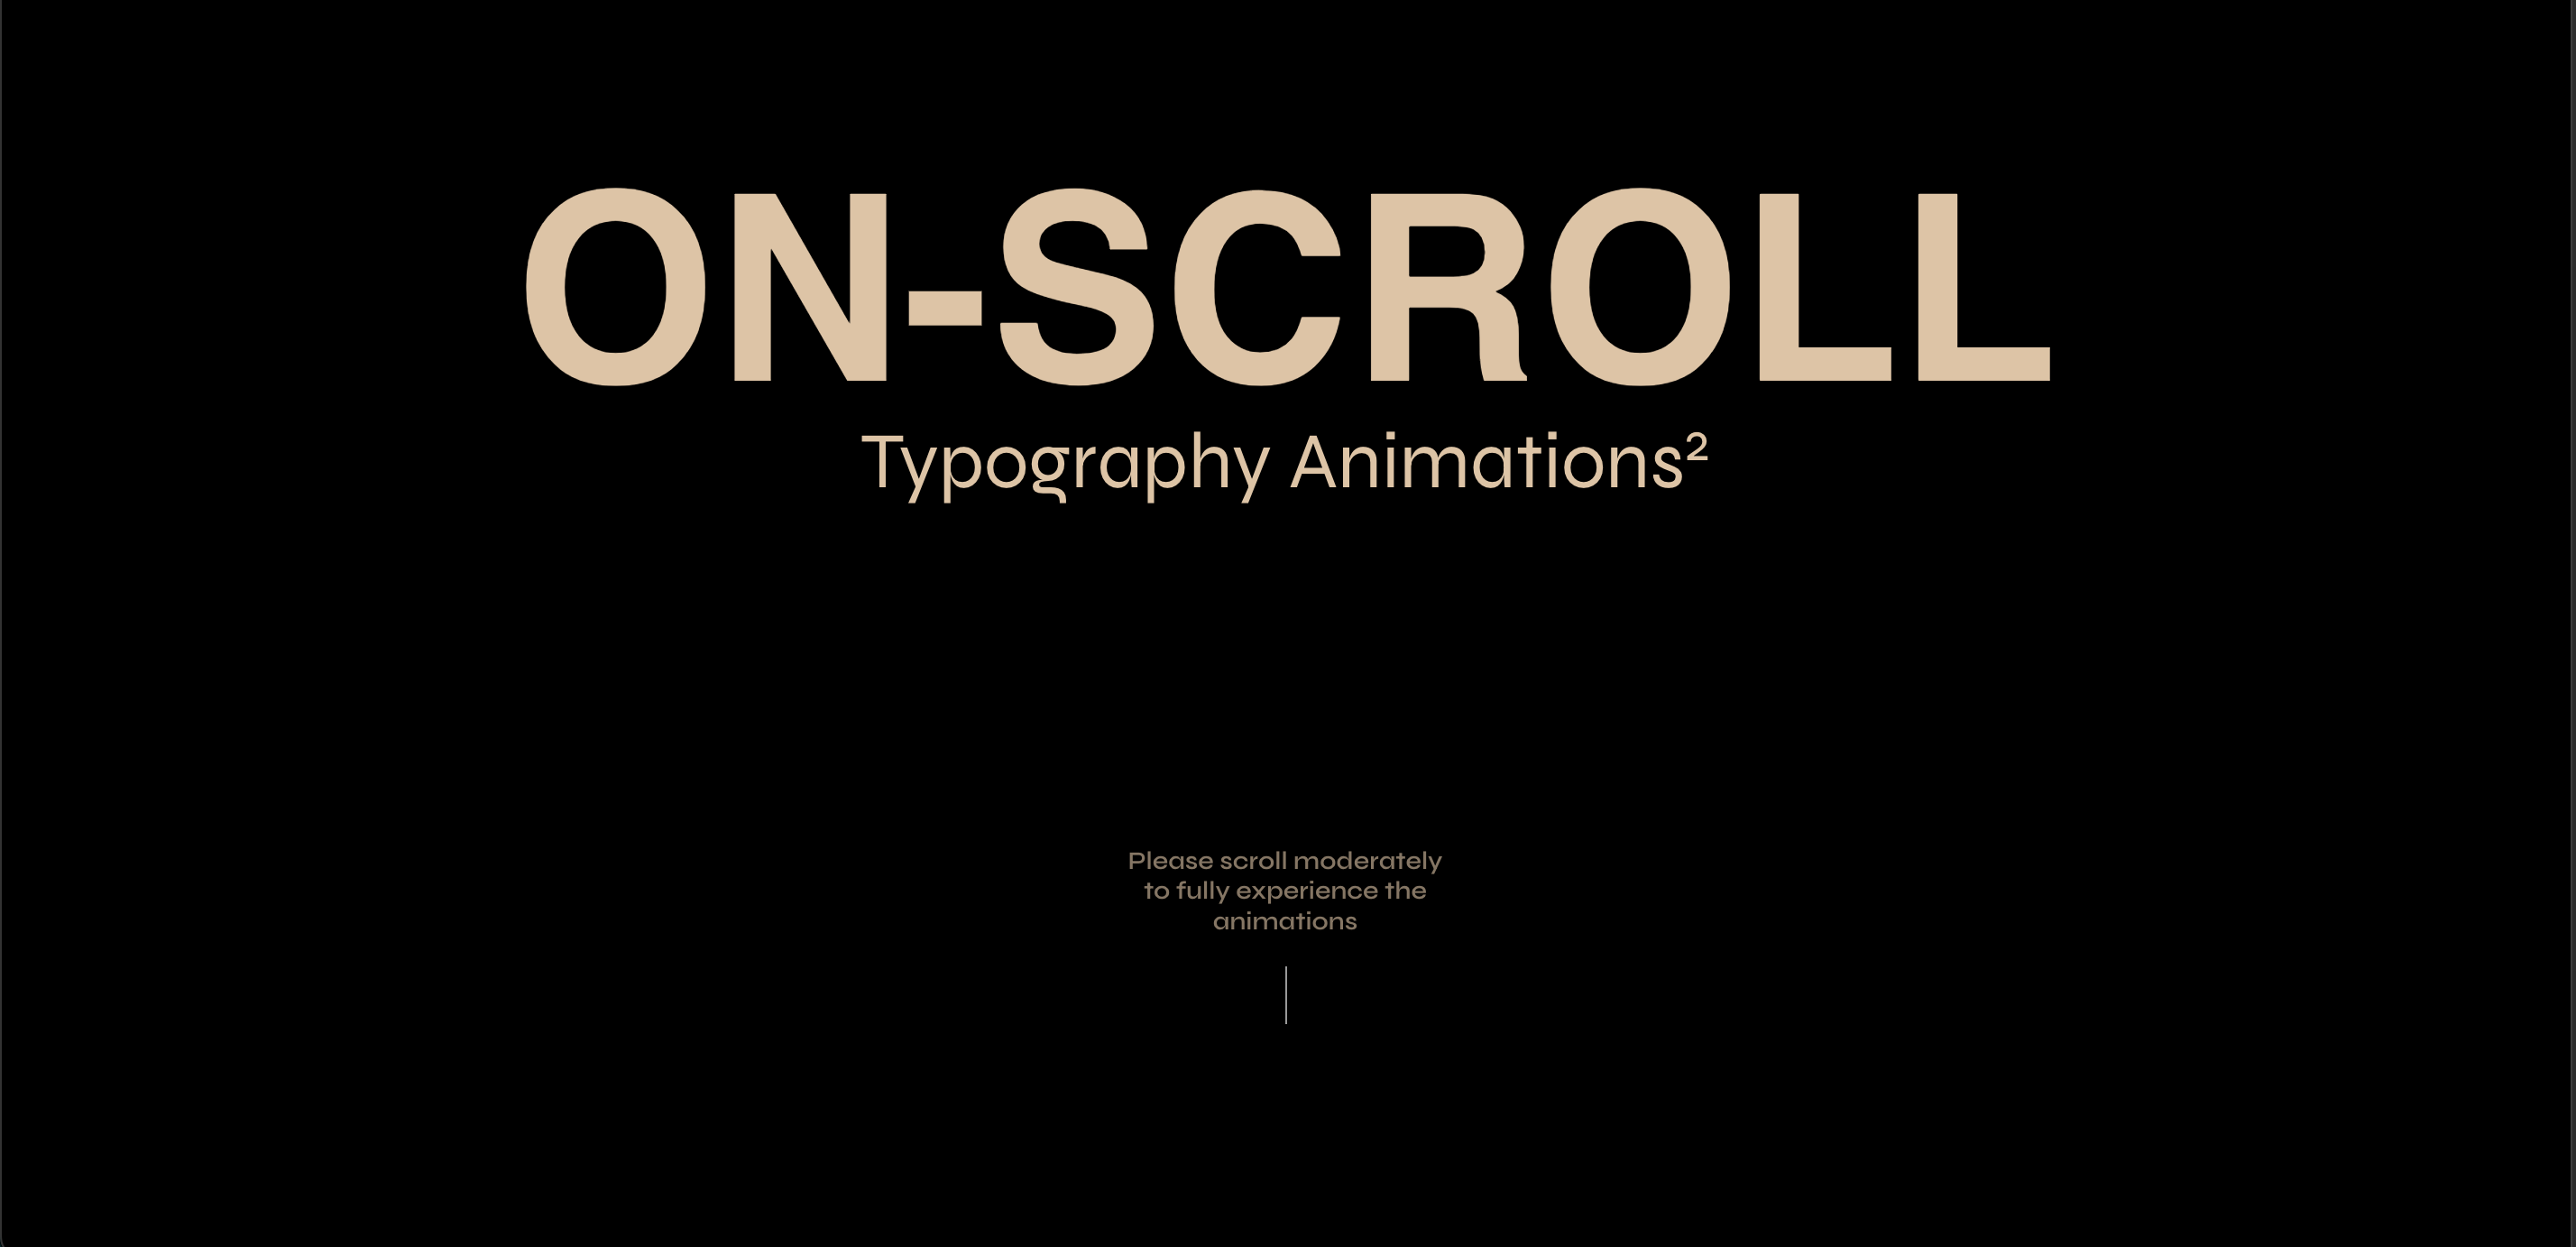 ON-SCROLL
Typography Animations²
Please scroll moderately
to fully experience the
animations